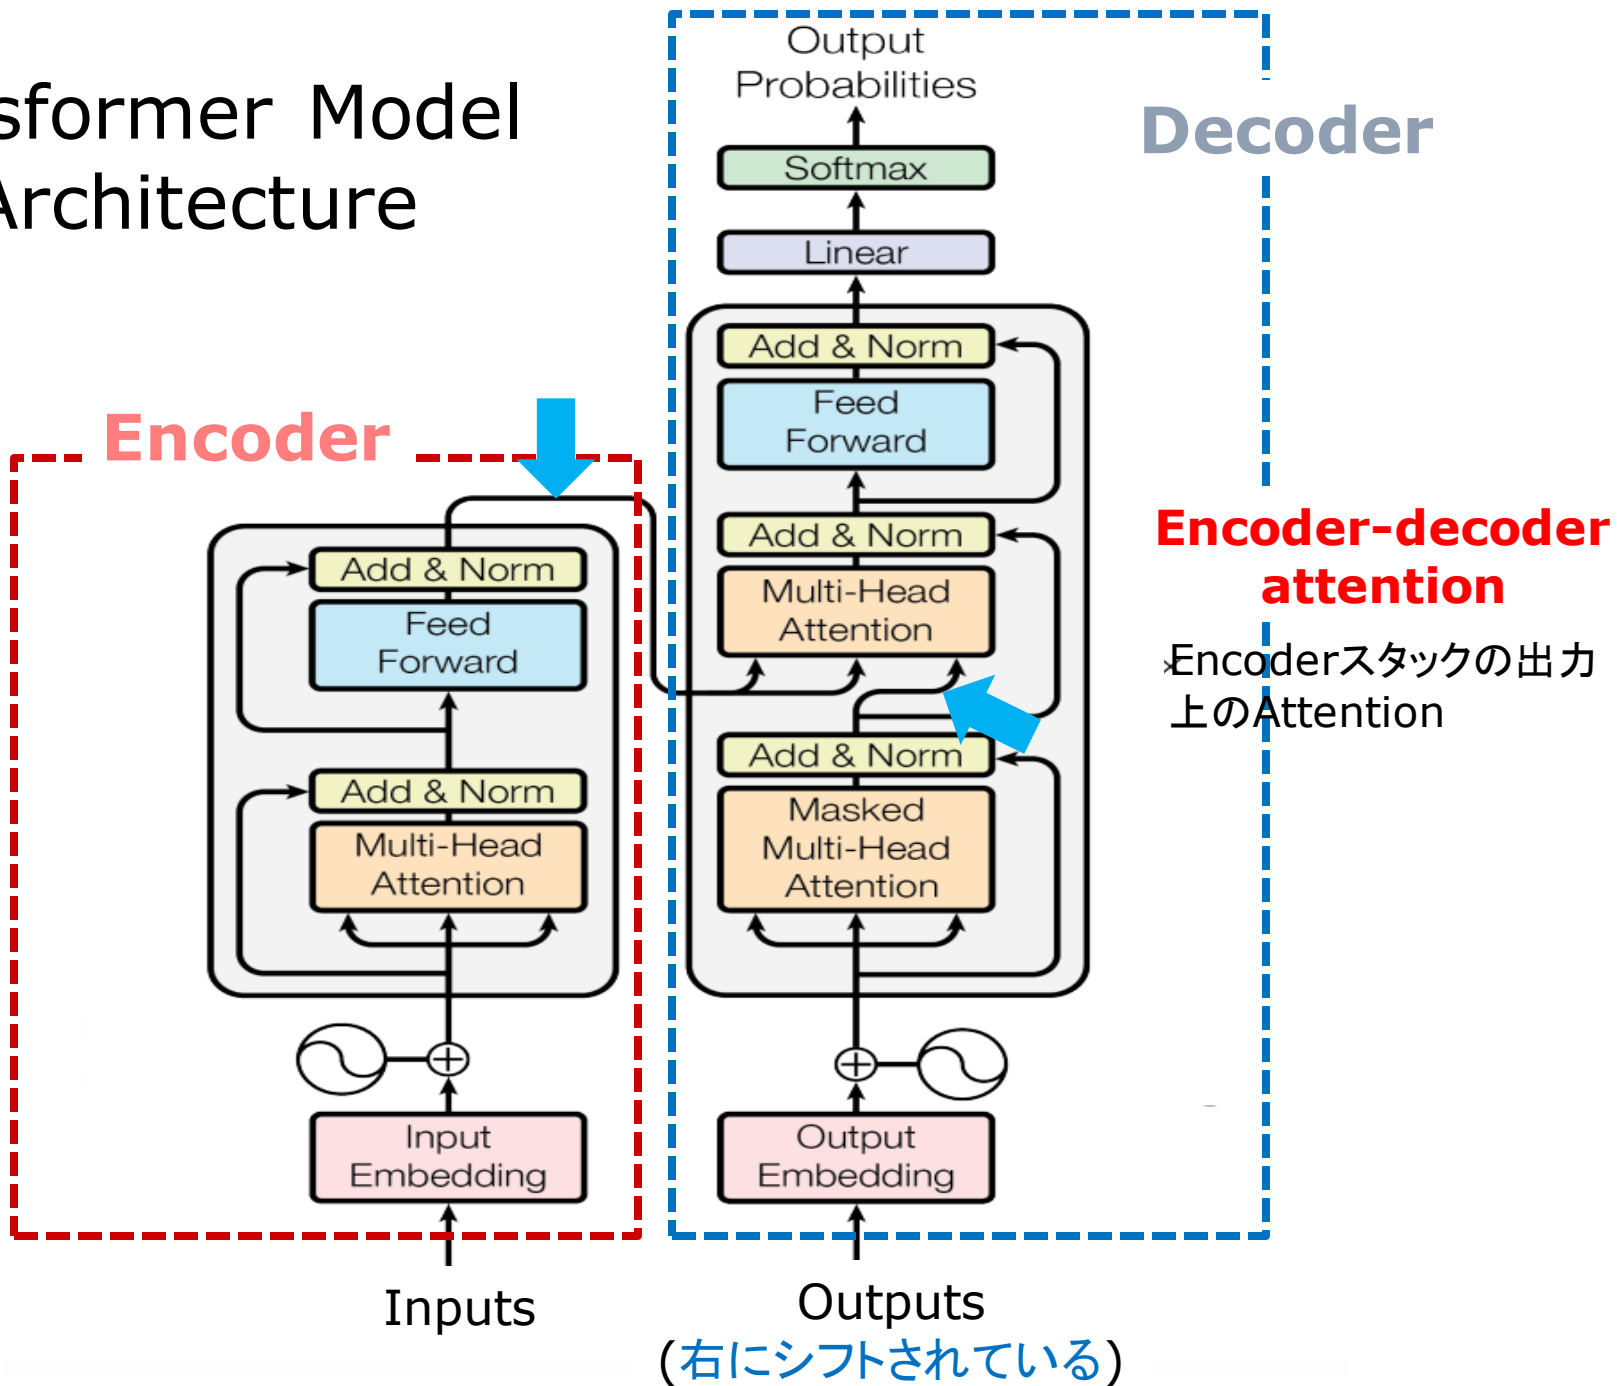 sformer Model
Architecture
Encoder
Add & Norm
Feed
Forward
Add & Norm
Multi-Head
Attention
Input
Embedding
Inputs
Decoder
Output
Probabilities
Softmax
Linear
Add & Norm
Feed
Forward
Add & Norm
Multi-Head
Attention
Add & Norm
Masked
Multi-Head
Attention
Output
Embedding
Outputs
(右にシフトされている)
Encoder-decoder
attention
Encoderスタックの出力
上のAttention